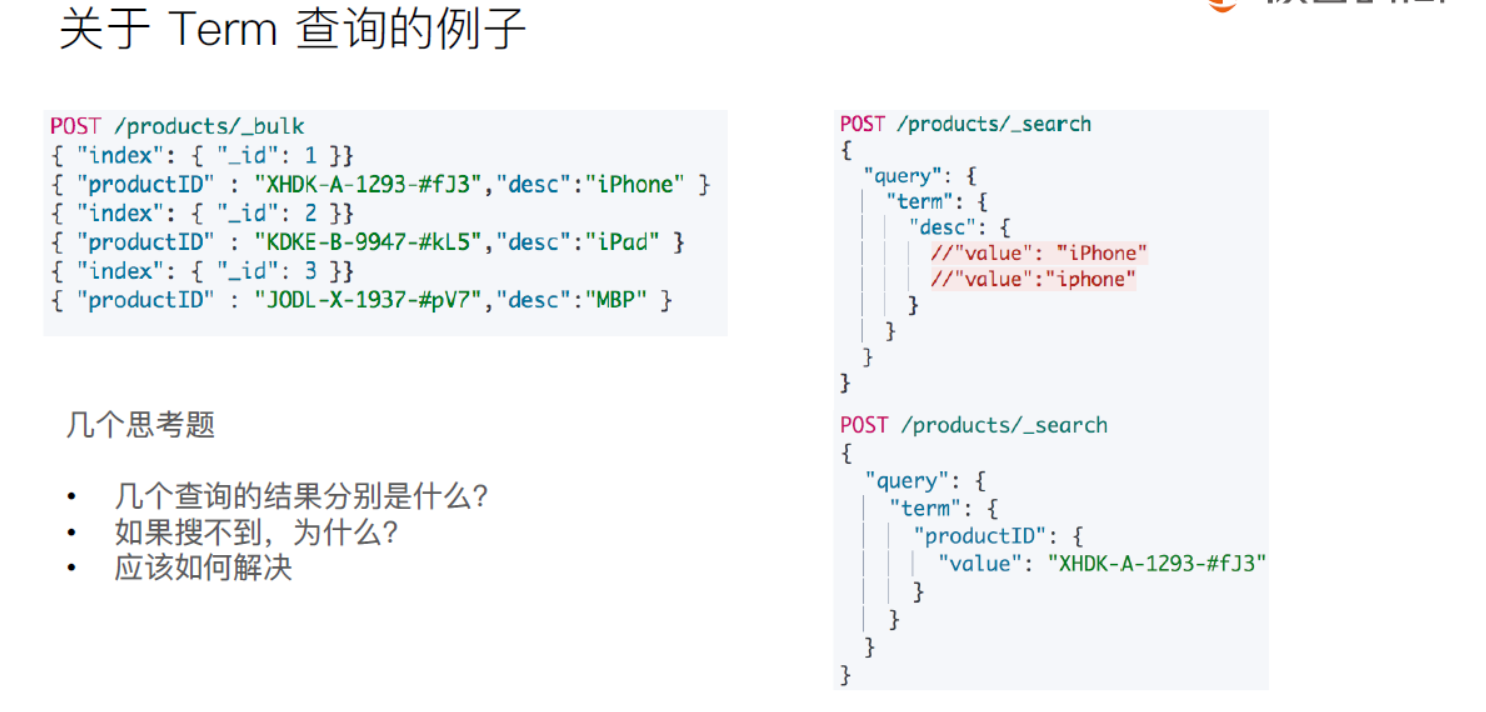 关于 Term 查询的例子
POST /products/_bulk
{ "index": { "_id": 1 }}
{ "productID" : "XHDK-A-1293-#fJ3","desc":"iPhone" }
{ "index": { "_id": 2 }}
{ "productID" : "KDKE-B-9947-#kL5","desc":"iPad" }
{ "index": { "_id": 3 }}
{ "productID" : "JODL-X-1937-#pV7","desc":"MBP" }
几个思考题
• 几个查询的结果分别是什么?
• 如果搜不到，为什么?
• 应该如何解决
POST /products/_search
{
"query": {
"term": {
"desc": {
//"value": "iPhone"
//"value":"iphone"
}
}
}
}
POST /products/_search
{
"query": {
"term": {
"productID": {
"value": "XHDK-A-1293-#fJ3"
}
}
}
}